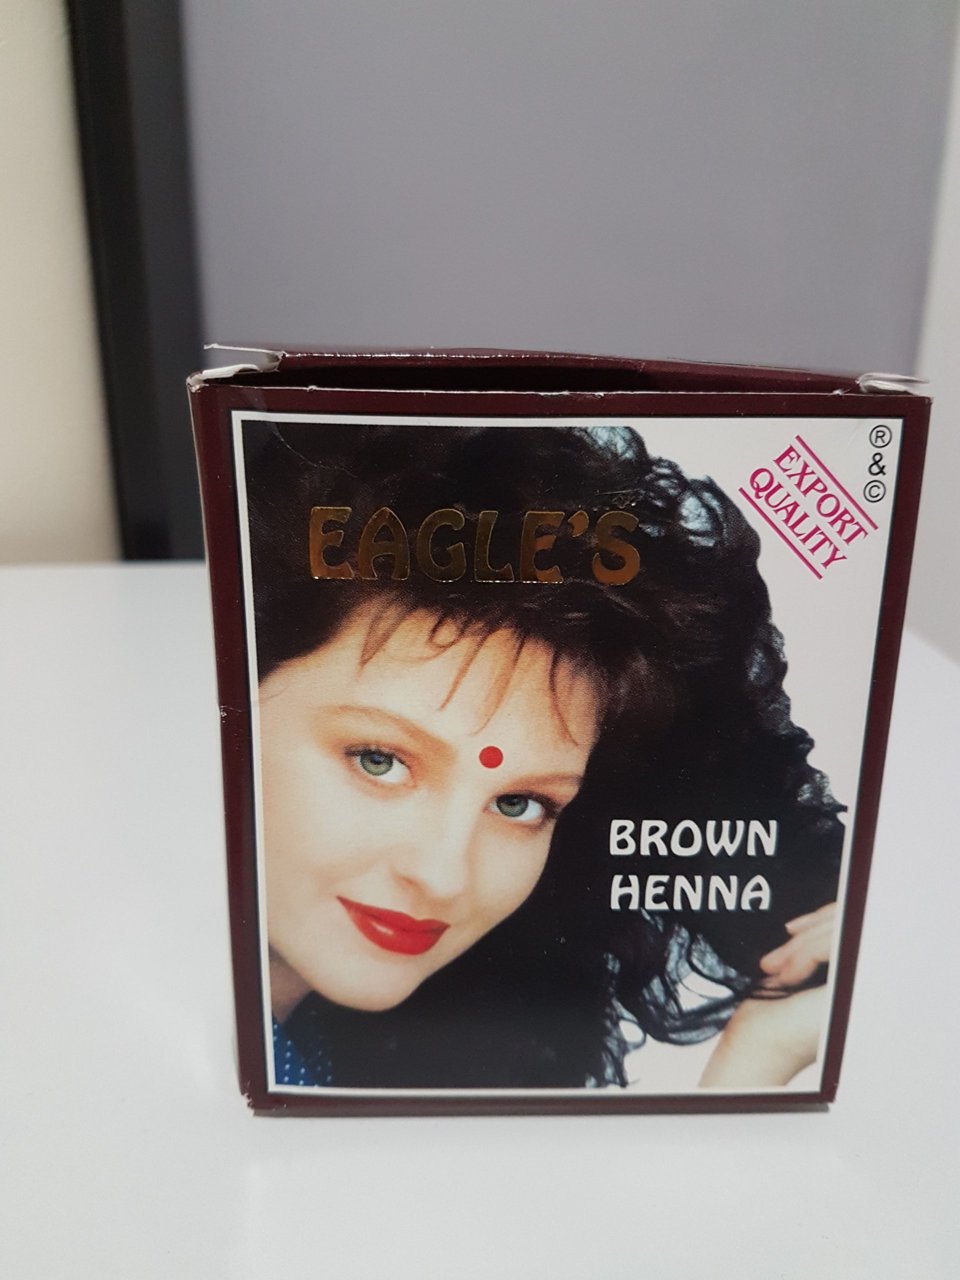 EAGLE'S
EXPORT
QUALITY
®
&
©
BROWN
HENNA